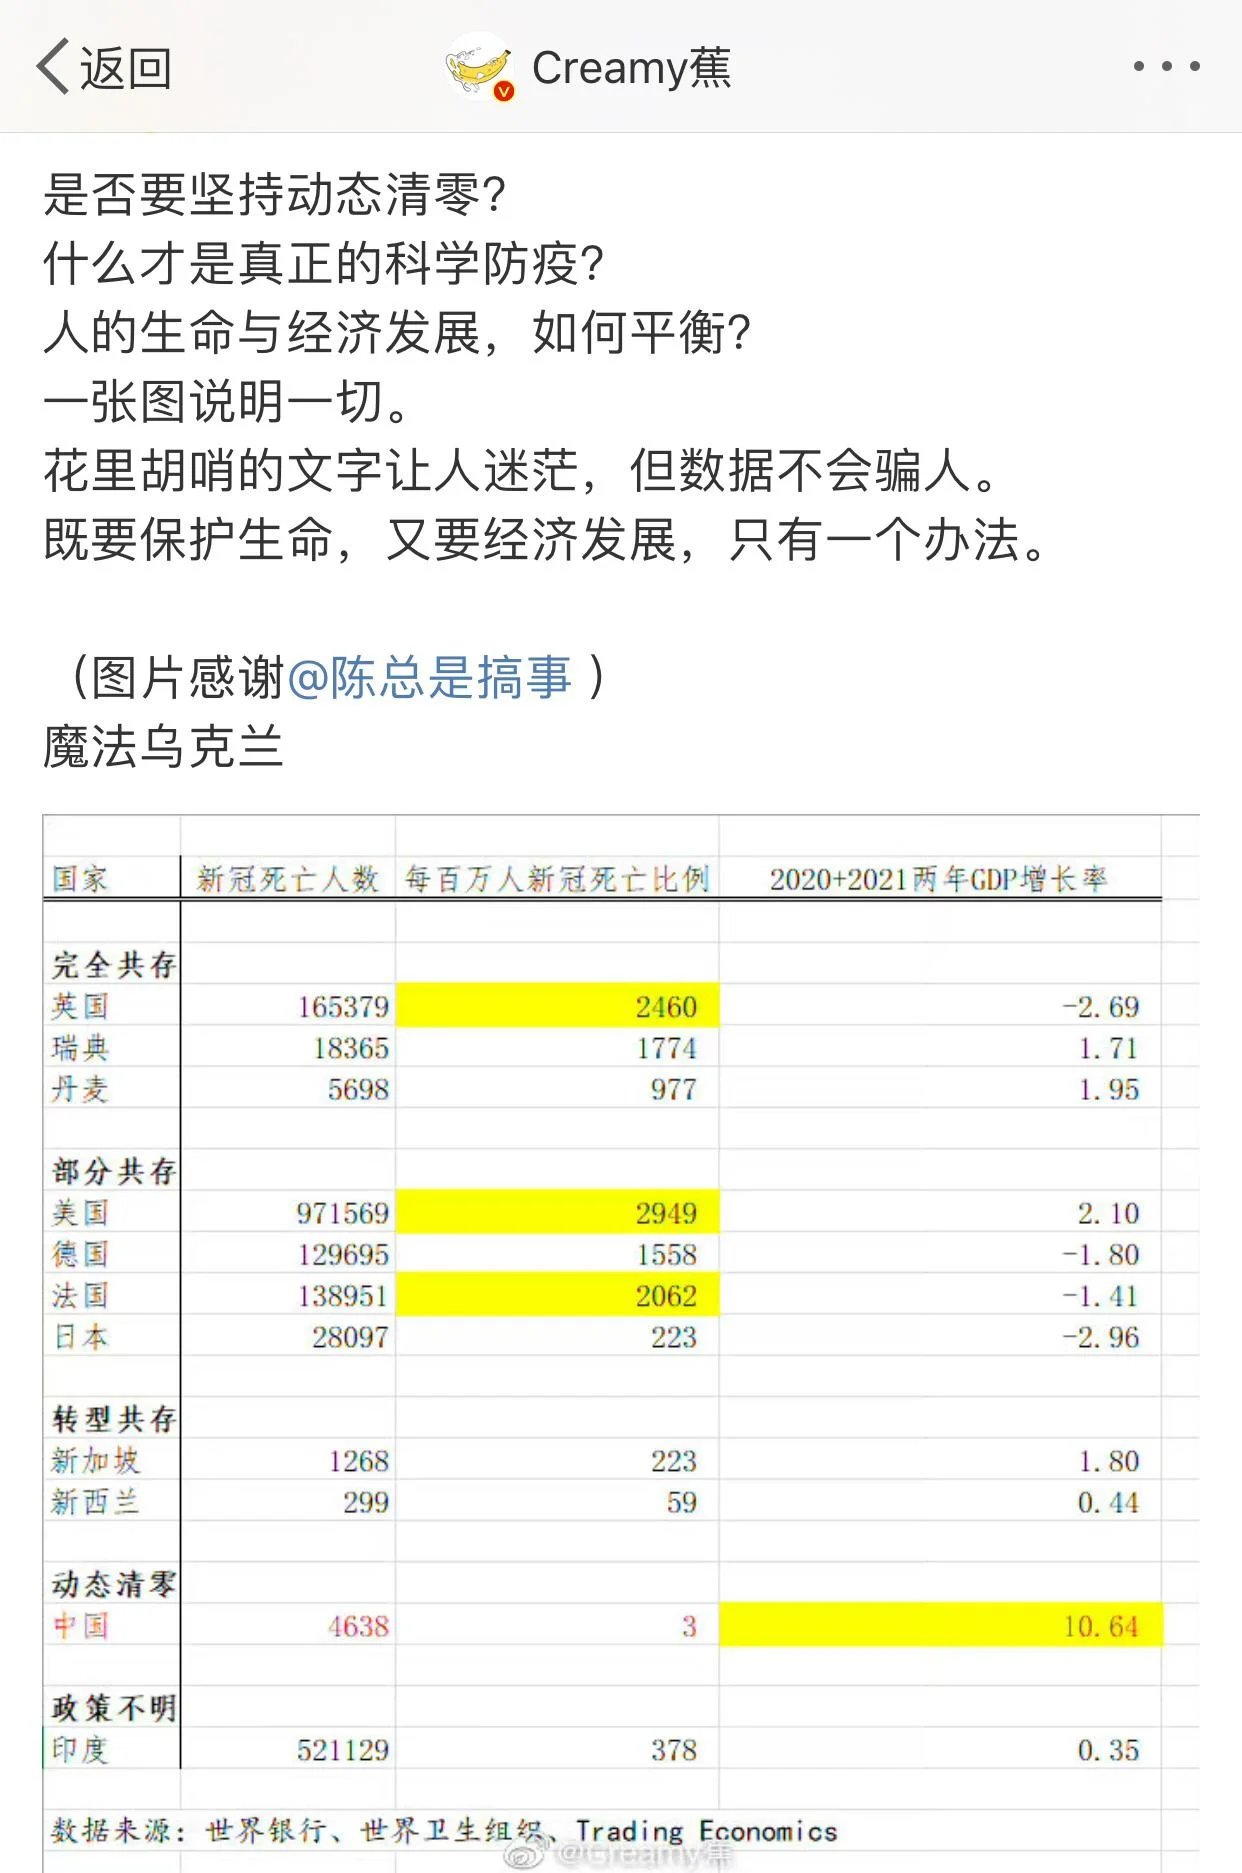 返回
Creamy蕉
是否要坚持动态清零?
什么才是真正的科学防疫?
人的生命与经济发展，如何平衡?
一张图说明一切。
花里胡哨的文字让人迷茫，但数据不会骗人。
既要保护生命，又要经济发展，只有一个办法。
（图片感谢@陈总是搞事 ）
魔法乌克兰
国家 新冠死亡人数 每百万人新冠死亡比例 2020+2021两年GDP增长率
完全共存
英国 165379 2460 -2.69
瑞典 18365 1774 1.71
丹麦 5698 977 1.95
部分共存
美国 971569 2949 2.10
德国 129695 1558 -1.80
法国 138951 2062 -1.41
日本 28097 223 -2.96
转型共存
新加坡 1268 223 1.80
新西兰 299 59 0.44
动态清零
中国 4638 3 10.64
政策不明
印度 521129 378 0.35
数据来源：世界银行、世界卫生组织、Trading Economics
@Creamy蕉